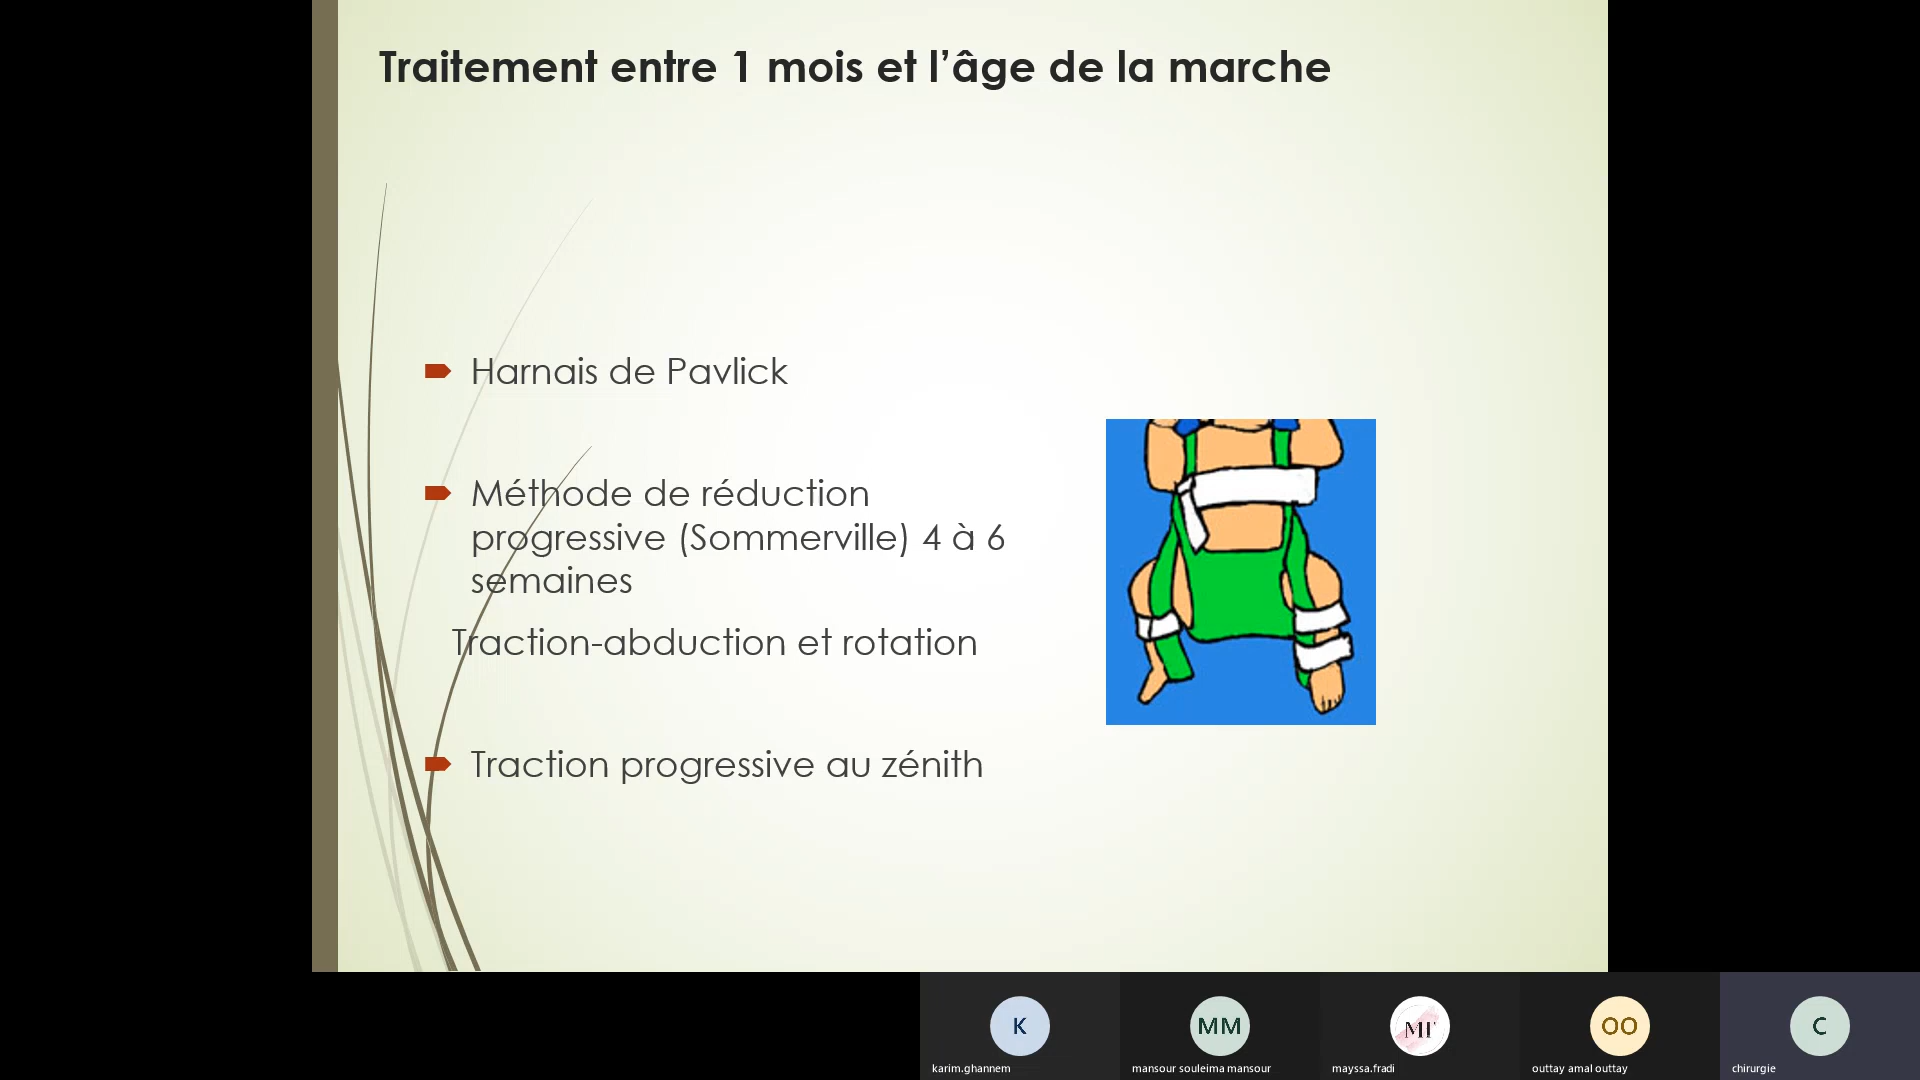 Traitement entre 1 mois et l’âge de la marche
Harnais de Pavlick
Méthode de réduction
progressive (Sommerville) 4 à 6
semaines
Traction-abduction et rotation
Traction progressive au zénith
K
MM
MF
OO
C
karim.ghannem
mansour souleima mansour
mayssa.fradi
outtay amal outtay
chirurgie